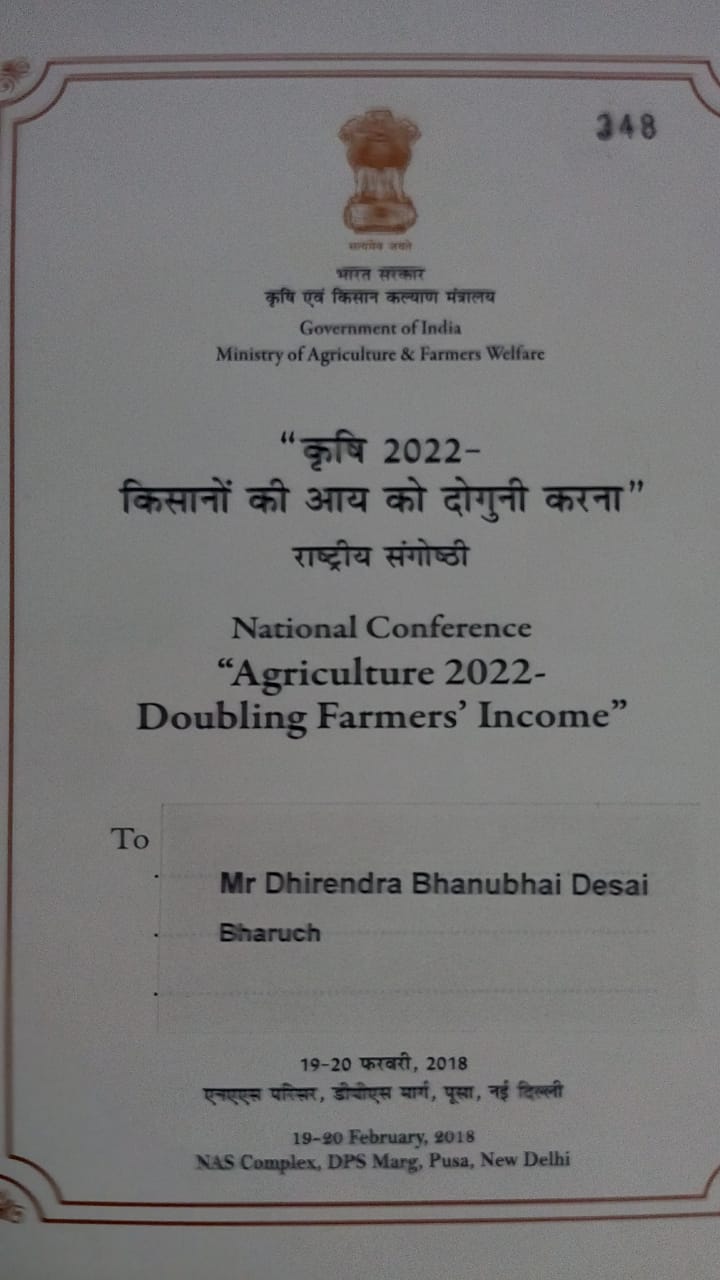 348
सत्यमेव जयते
भारत सरकार
कृषि एवं किसान कल्याण मंत्रालय
Government of India
Ministry of Agriculture & Farmers Welfare
“कृषि 2022-
किसानों की आय को दोगुनी करना”
राष्ट्रीय संगोष्ठी
National Conference
“Agriculture 2022-
Doubling Farmers’ Income”
To
Mr Dhirendra Bhanubhai Desai
Bharuch
19-20 फरवरी, 2018
एनएएस परिसर, डीपीएस मार्ग, पूसा, नई दिल्ली
19-20 February, 2018
NAS Complex, DPS Marg, Pusa, New Delhi